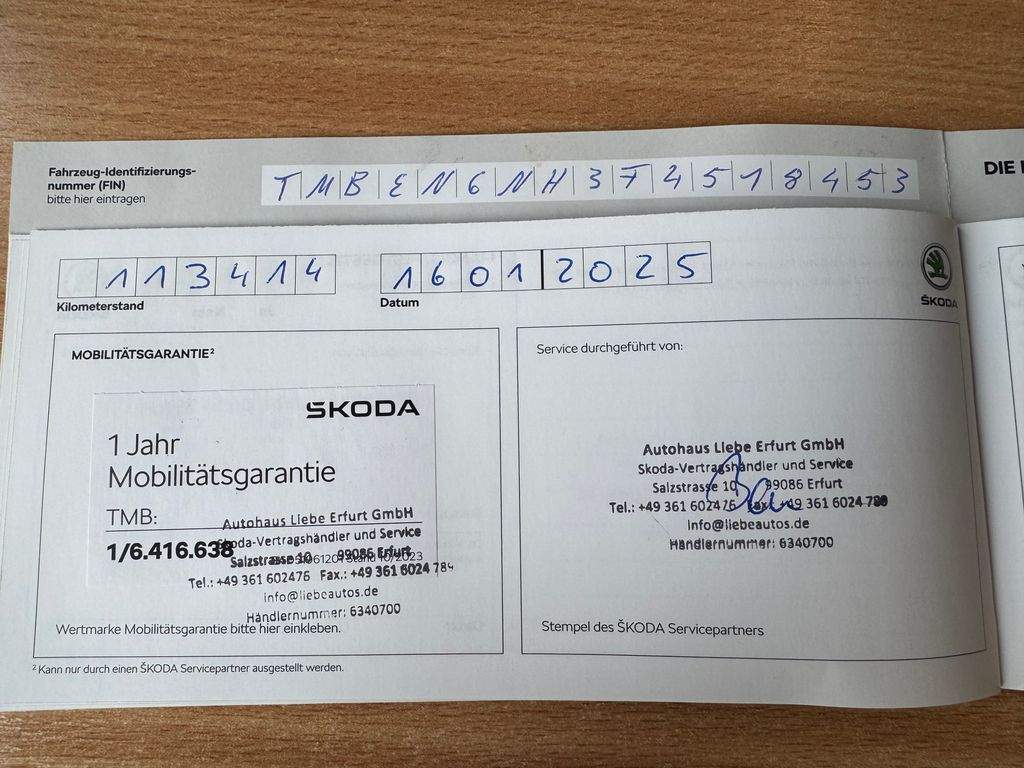 Fahrzeug-Identifizierungs-
nummer (FIN)
bitte hier eintragen
TMBENGNH3F4518453
DIE
113414
Kilometerstand
16012025
Datum
ŠKODA
MOBILITÄTSGARANTIE²
ŠKODA
1 Jahr
Mobilitätsgarantie
TMB:
1/6.416.638
Autohaus Liebe Erfurt GmbH
Skoda-Vertragshändler und Service
Salzstrasse 10 99086 Erfurt
Tel.: +49 361 602476 Fax.: +49 361 6024 789
info@liebeautos.de
Händlernummer: 6340700
Wertmarke Mobilitätsgarantie bitte hier einkleben.
Service durchgeführt von:
Autohaus Liebe Erfurt GmbH
Skoda-Vertragshändler und Service
Salzstrasse 10 99086 Erfurt
Tel.: +49 361 602476 Fax.: +49 361 6024 789
info@liebeautos.de
Händlernummer: 6340700
Stempel des ŠKODA Servicepartners
² Kann nur durch einen ŠKODA Servicepartner ausgestellt werden.